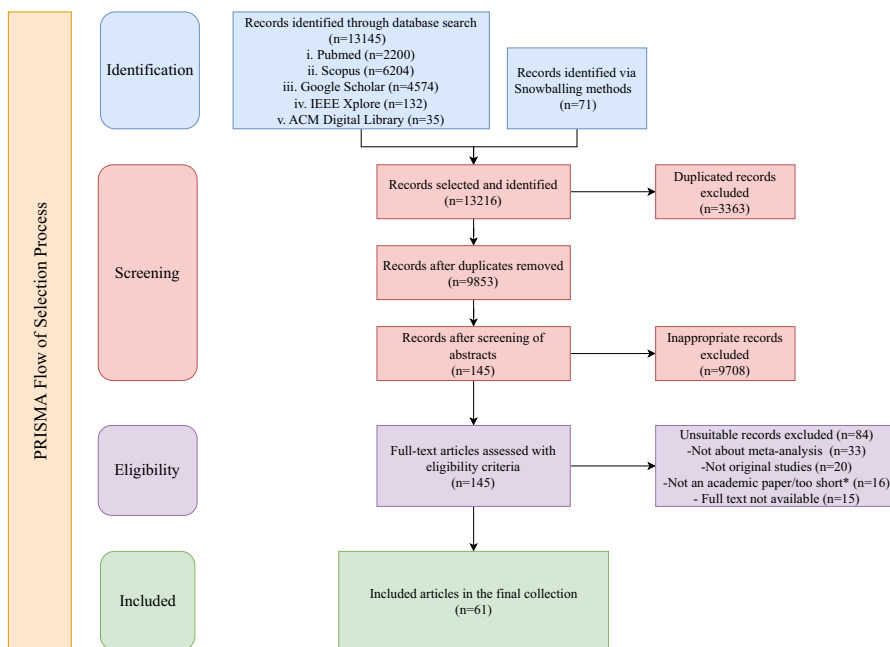 PRISMA Flow of Selection Process
Identification
Records identified through database search
(n=13145)
i. Pubmed (n=2200)
ii. Scopus (n=6204)
iii. Google Scholar (n=4574)
iv. IEEE Xplore (n=132)
v. ACM Digital Library (n=35)
Records identified via
Snowballing methods
(n=71)
Screening
Records selected and identified
(n=13216)
Duplicated records
excluded
(n=3363)
Records after duplicates removed
(n=9853)
Records after screening of
abstracts
(n=145)
Inappropriate records
excluded
(n=9708)
Eligibility
Full-text articles assessed with
eligibility criteria
(n=145)
Unsuitable records excluded (n=84)
-Not about meta-analysis (n=33)
-Not original studies (n=20)
-Not an academic paper/too short* (n=16)
- Full text not available (n=15)
Included
Included articles in the final collection
(n=61)